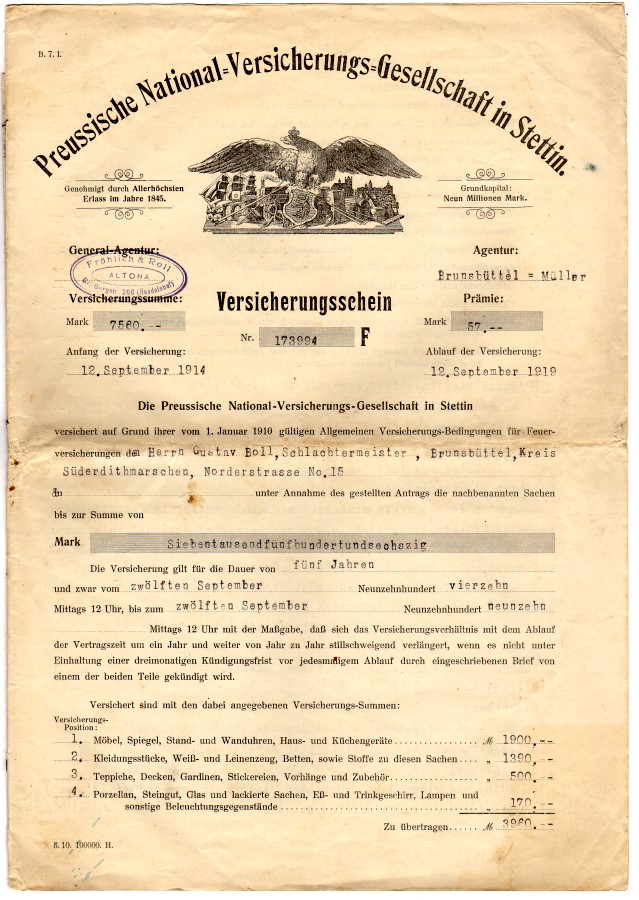 B. 7. 1.
Preussische National=Versicherungs=Gesellschaft in Stettin.
Genehmigt durch Allerhöchsten
Erlass im Jahre 1845.
Grundkapital:
Neun Millionen Mark.
General-Agentur:
Fröhlich & Roll
ALTONA
Gr. Bergstr. 266 (Handelshof)
Agentur:
Brunsbüttel = Müller
Versicherungssumme:
Mark 7560.--
Versicherungsschein
Nr. 173994 F
Prämie:
Mark 57.--
Anfang der Versicherung:
12. September 1914
Ablauf der Versicherung:
12. September 1919
Die Preussische National-Versicherungs-Gesellschaft in Stettin
versichert auf Grund ihrer vom 1. Januar 1910 gültigen Allgemeinen Versicherungs-Bedingungen für Feuer-
versicherungen den Herrn Gustav Boll, Schlachtermeister , Brunsbüttel, Kreis
Süderdithmarschen, Norderstrasse No. 15
in unter Annahme des gestellten Antrags die nachbenannten Sachen
bis zur Summe von
Mark Siebentausendfünfhundertundsechszig
Die Versicherung gilt für die Dauer von fünf Jahren
und zwar vom zwölften September Neunzehnhundert vierzehn
Mittags 12 Uhr, bis zum zwölften September Neunzehnhundert neunzehn
Mittags 12 Uhr mit der Maßgabe, daß sich das Versicherungsverhältnis mit dem Ablauf
der Vertragszeit um ein Jahr und weiter von Jahr zu Jahr stillschweigend verlängert, wenn es nicht unter
Einhaltung einer dreimonatigen Kündigungsfrist vor jedesmaligem Ablauf durch eingeschriebenen Brief von
einem der beiden Teile gekündigt wird.
Versichert sind mit den dabei angegebenen Versicherungs-Summen:
Versicherungs-
Position:
1. Möbel, Spiegel, Stand- und Wanduhren, Haus- und Küchengeräte M 1900.--
2. Kleidungsstücke, Weiß- und Leinenzeug, Betten, sowie Stoffe zu diesen Sachen „ 1390.--
3. Teppiche, Decken, Gardinen, Stickereien, Vorhänge und Zubehör „ 500.--
4. Porzellan, Steingut, Glas und lackierte Sachen, Eß- und Trinkgeschirr, Lampen und
sonstige Beleuchtungsgegenstände „ 170.--
Zu übertragen M 3960.--
5. 10. 100000. H.